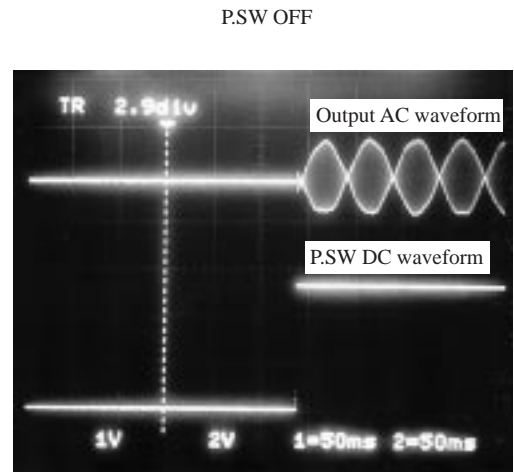 P.SW OFF
TR 2.9div
Output AC waveform
P.SW DC waveform
1V 2V 1=50ms 2=50ms